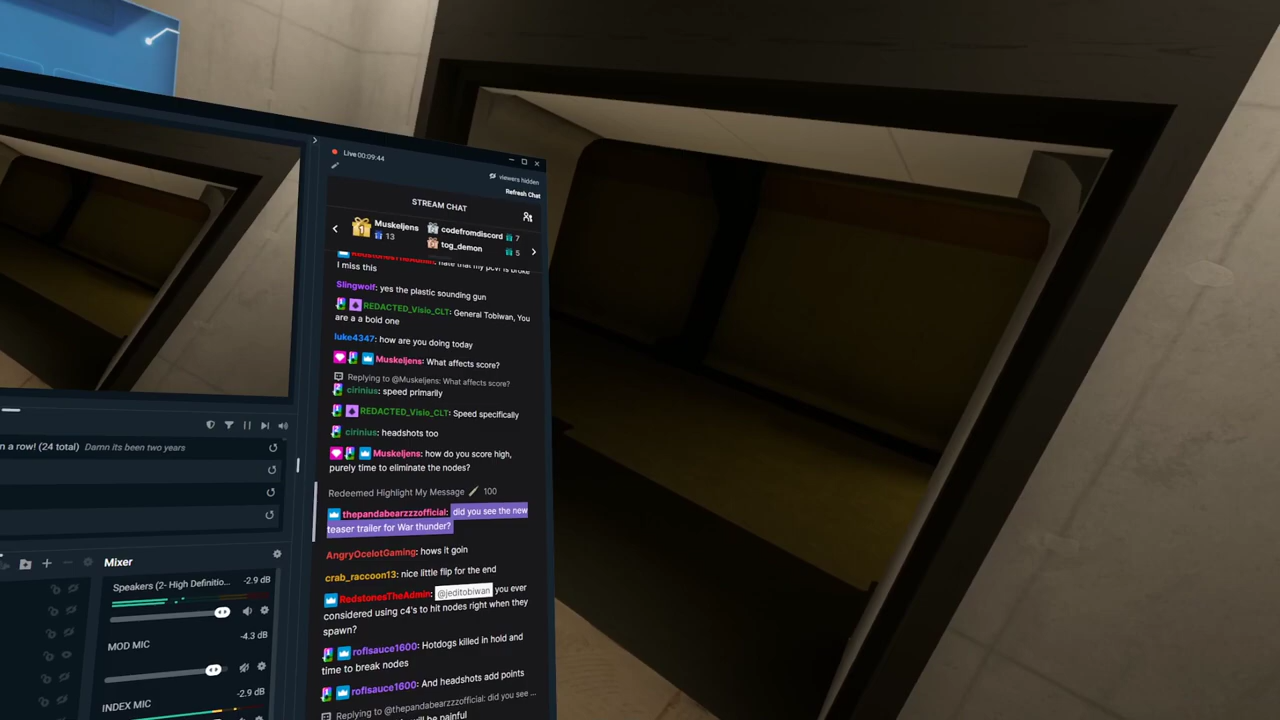 Live 00:09:44
viewers hidden
Refresh Chat
STREAM CHAT
1 Muskeljens
13
codefromdiscord 7
tog_demon 5
I miss this
Slingwolf: yes the plastic sounding gun
REDACTED_Visio_CLT: General Tobiwan, You
are a a bold one
luke4347: how are you doing today
Muskeljens: What affects score?
Replying to @Muskeljens: What affects score?
cirinius: speed primarily
REDACTED_Visio_CLT: Speed specifically
cirinius: headshots too
Muskeljens: how do you score high,
purely time to eliminate the nodes?
Redeemed Highlight My Message 100
thepandabearzzzofficial: did you see the new
teaser trailer for War thunder?
AngryOcelotGaming: hows it goin
crab_raccoon13: nice little flip for the end
RedstonesTheAdmin: @jeditobiwan you ever
considered using c4's to hit nodes right when they
spawn?
roflsauce1600: Hotdogs killed in hold and
time to break nodes
roflsauce1600: And headshots add points
Replying to @thepandabearzzzofficial: did you see ...
will be painful
n a row! (24 total) Damn its been two years
Mixer
Speakers (2- High Definitio... -2.9 dB
MOD MIC -4.3 dB
INDEX MIC -2.9 dB